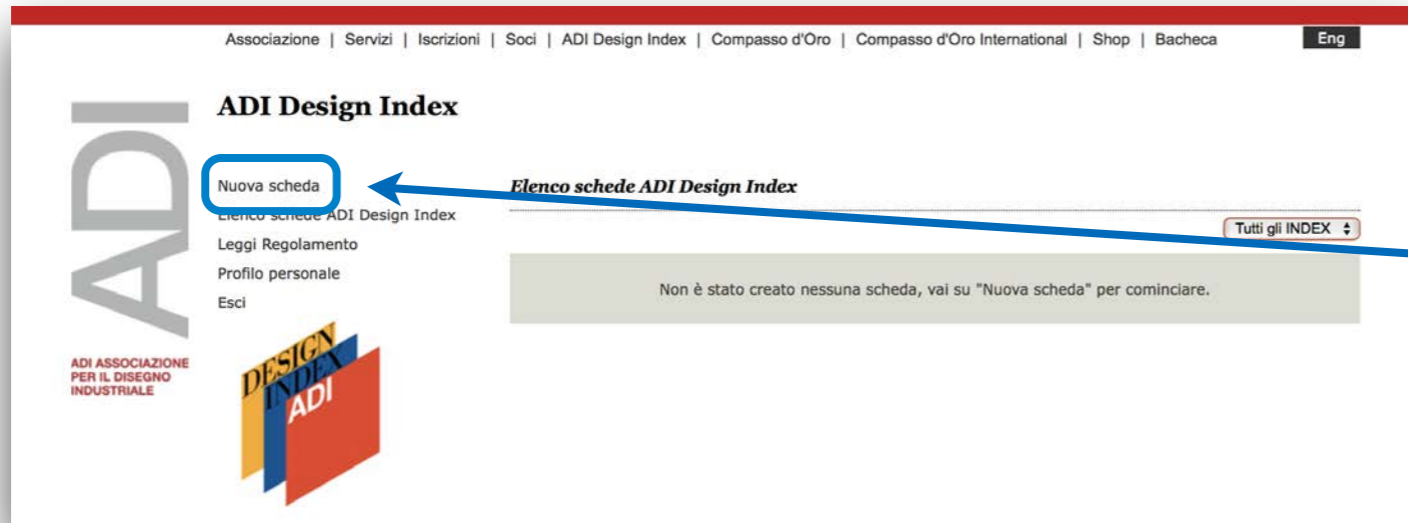 Associazione | Servizi | Iscrizioni | Soci | ADI Design Index | Compasso d'Oro | Compasso d'Oro International | Shop | Bacheca
Eng
ADI
ADI ASSOCIAZIONE
PER IL DISEGNO
INDUSTRIALE
ADI Design Index
Nuova scheda
Elenco schede ADI Design Index
Leggi Regolamento
Profilo personale
Esci
DESIGN
INDEX
ADI
Elenco schede ADI Design Index
Tutti gli INDEX
Non è stato creato nessuna scheda, vai su "Nuova scheda" per cominciare.